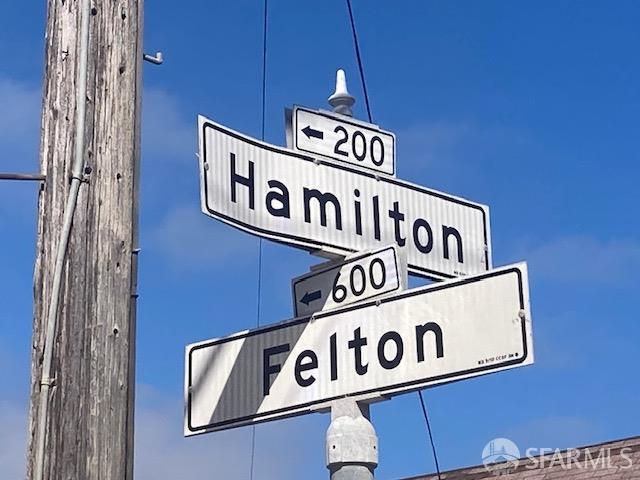 ← 200
Hamilton
← 600
Felton
SFARMLS